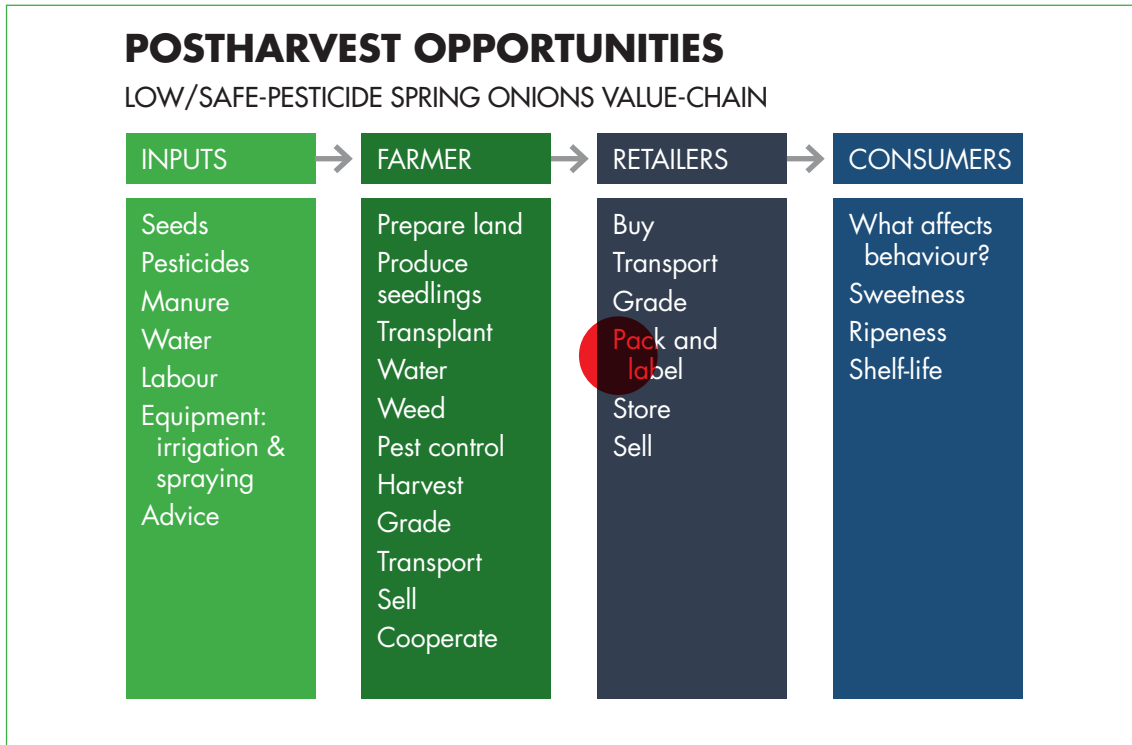 POSTHARVEST OPPORTUNITIES
LOW/SAFE-PESTICIDE SPRING ONIONS VALUE-CHAIN
INPUTS
Seeds
Pesticides
Manure
Water
Labour
Equipment:
irrigation &
spraying
Advice
FARMER
Prepare land
Produce
seedlings
Transplant
Water
Weed
Pest control
Harvest
Grade
Transport
Sell
Cooperate
RETAILERS
Buy
Transport
Grade
Pack and
label
Store
Sell
CONSUMERS
What affects
behaviour?
Sweetness
Ripeness
Shelf-life